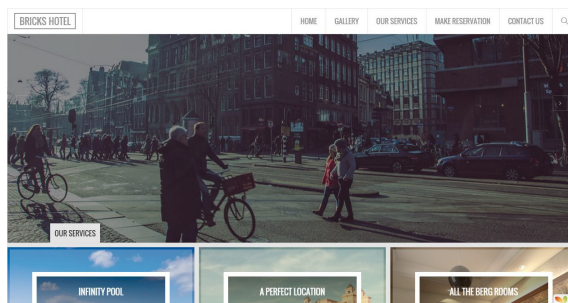 BRICKS HOTEL
HOME GALLERY OUR SERVICES MAKE RESERVATION CONTACT US
OUR SERVICES
INFINITY POOL
A PERFECT LOCATION
ALL THE BERG ROOMS